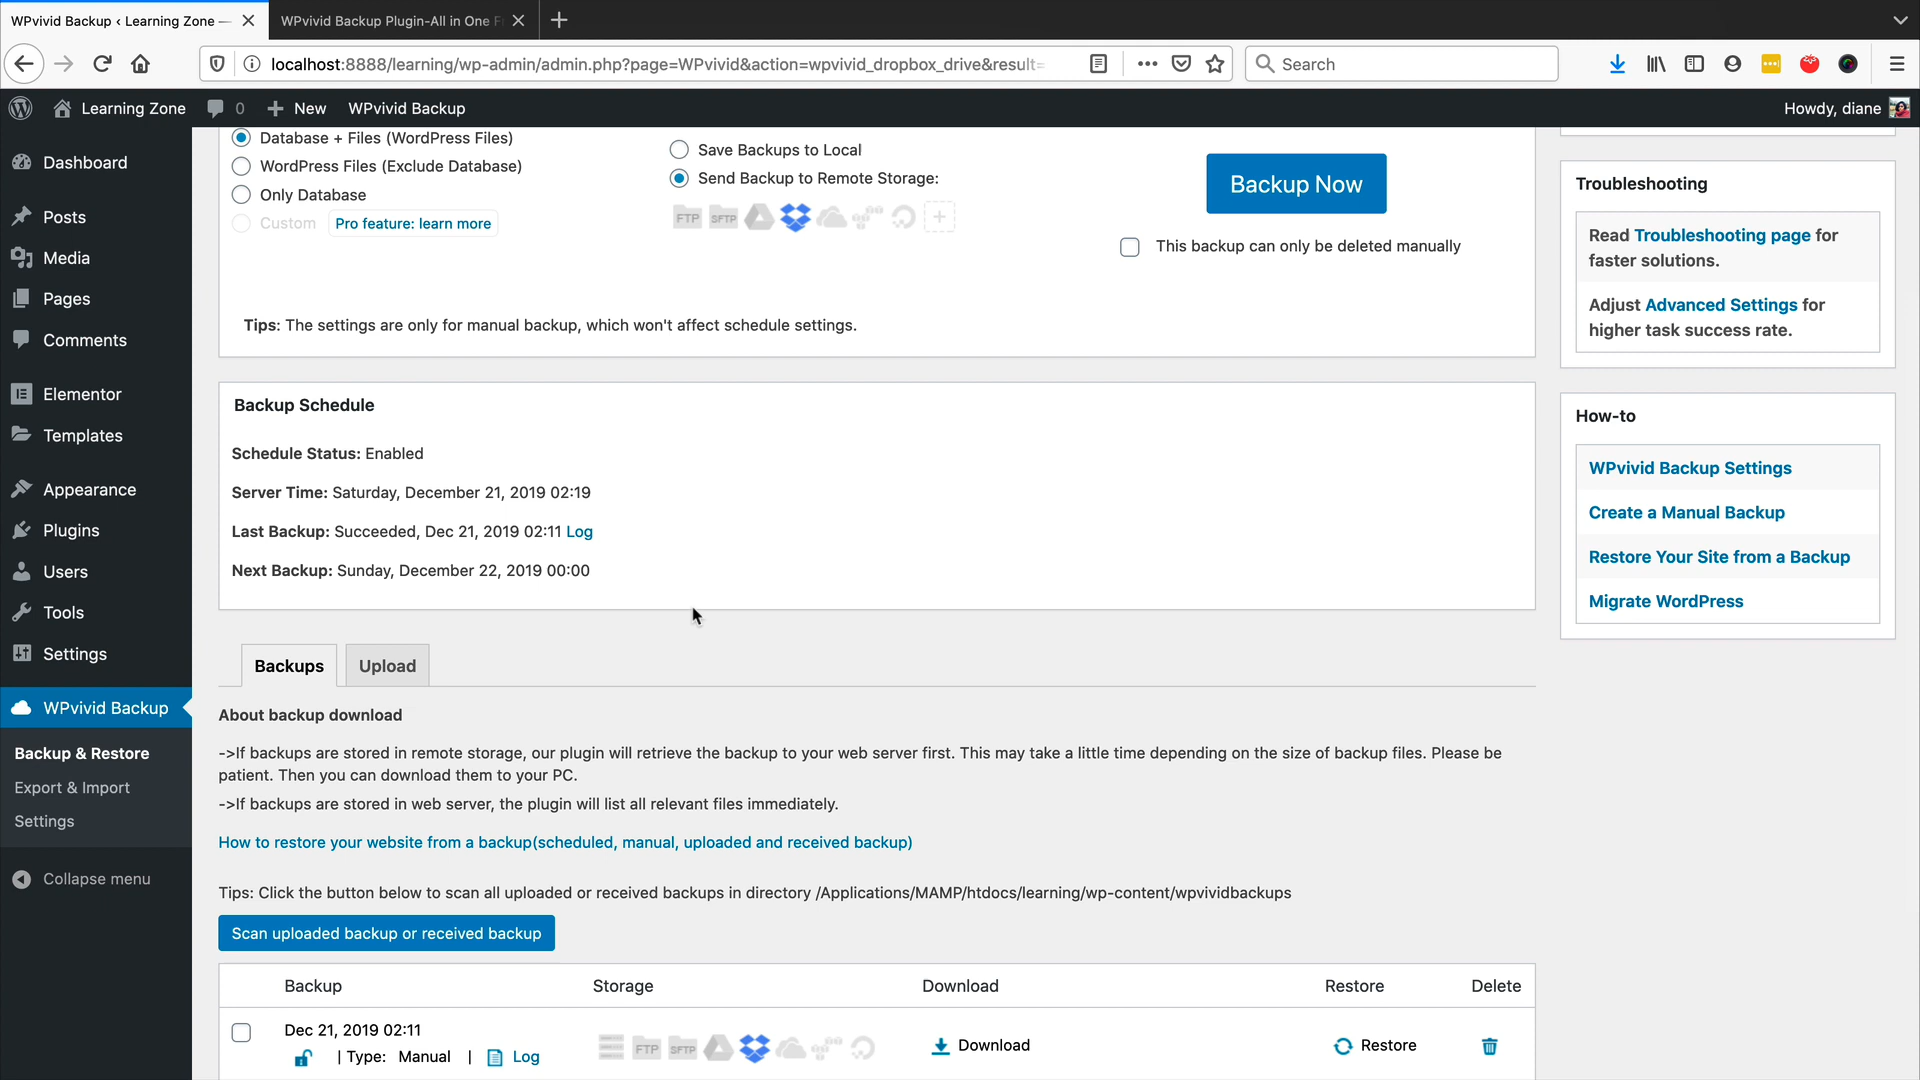 WPvivid Backup ‹ Learning Zone —
WPvivid Backup Plugin-All in One F
localhost:8888/learning/wp-admin/admin.php?page=WPvivid&action=wpvivid_dropbox_drive&result=
Search
Learning Zone
0
New
WPvivid Backup
Howdy, diane
Dashboard
Posts
Media
Pages
Comments
Elementor
Templates
Appearance
Plugins
Users
Tools
Settings
WPvivid Backup
Backup & Restore
Export & Import
Settings
Collapse menu
Database + Files (WordPress Files)
WordPress Files (Exclude Database)
Only Database
Custom
Pro feature: learn more
Save Backups to Local
Send Backup to Remote Storage:
FTP
SFTP
Backup Now
This backup can only be deleted manually
Tips: The settings are only for manual backup, which won't affect schedule settings.
Backup Schedule
Schedule Status: Enabled
Server Time: Saturday, December 21, 2019 02:19
Last Backup: Succeeded, Dec 21, 2019 02:11 Log
Next Backup: Sunday, December 22, 2019 00:00
Backups
Upload
About backup download
->If backups are stored in remote storage, our plugin will retrieve the backup to your web server first. This may take a little time depending on the size of backup files. Please be
patient. Then you can download them to your PC.
->If backups are stored in web server, the plugin will list all relevant files immediately.
How to restore your website from a backup(scheduled, manual, uploaded and received backup)
Tips: Click the button below to scan all uploaded or received backups in directory /Applications/MAMP/htdocs/learning/wp-content/wpvividbackups
Scan uploaded backup or received backup
Backup
Storage
Download
Restore
Delete
Dec 21, 2019 02:11
| Type: Manual | Log
FTP
SFTP
Download
Restore
Troubleshooting
Read Troubleshooting page for
faster solutions.
Adjust Advanced Settings for
higher task success rate.
How-to
WPvivid Backup Settings
Create a Manual Backup
Restore Your Site from a Backup
Migrate WordPress